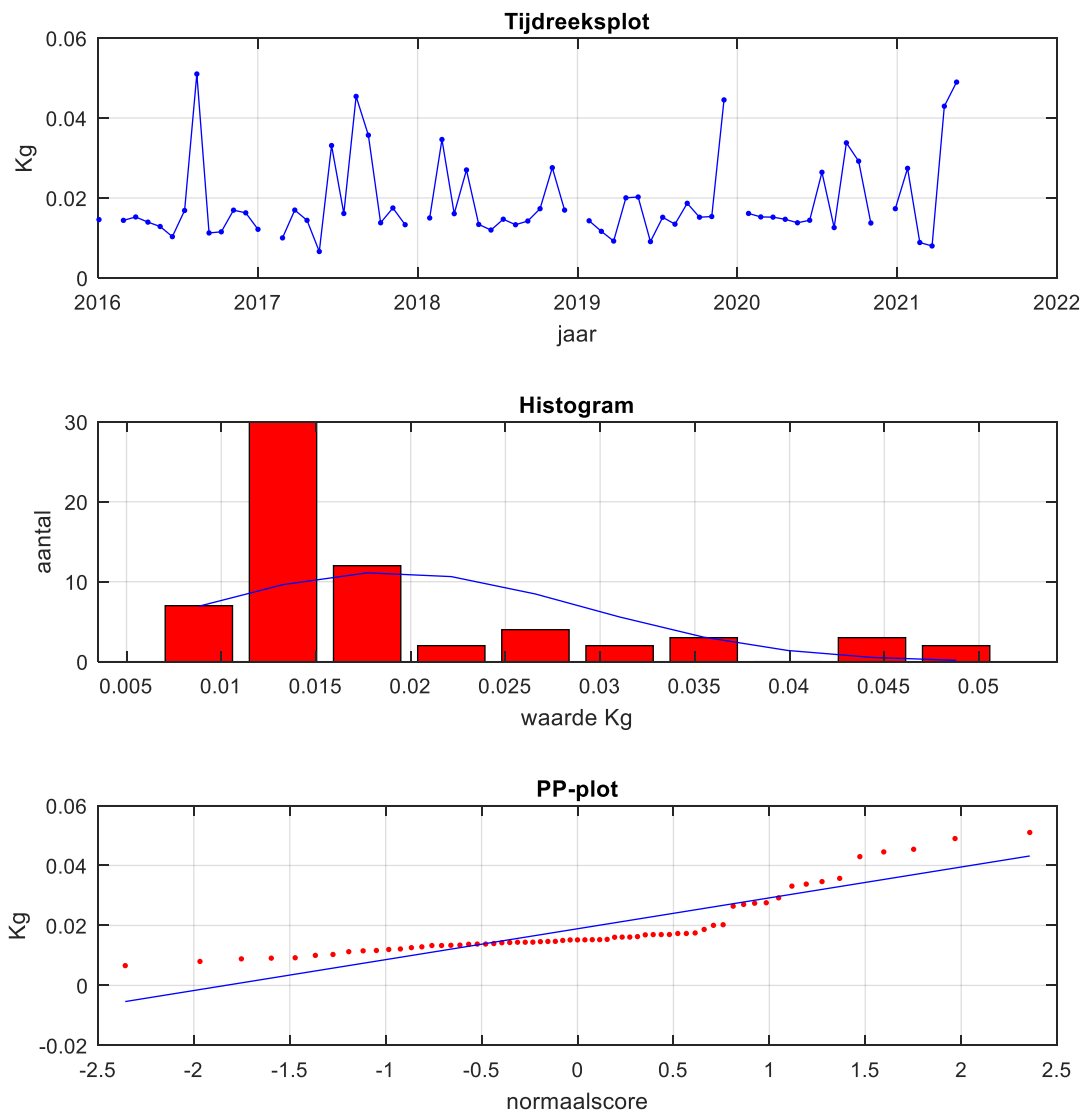 Tijdreeksplot
0.06
0.04
0.02
0
Kg
2016 2017 2018 2019 2020 2021 2022
jaar
Histogram
30
20
10
0
aantal
0.005 0.01 0.015 0.02 0.025 0.03 0.035 0.04 0.045 0.05
waarde Kg
PP-plot
0.06
0.04
0.02
0
-0.02
Kg
-2.5 -2 -1.5 -1 -0.5 0 0.5 1 1.5 2 2.5
normaalscore